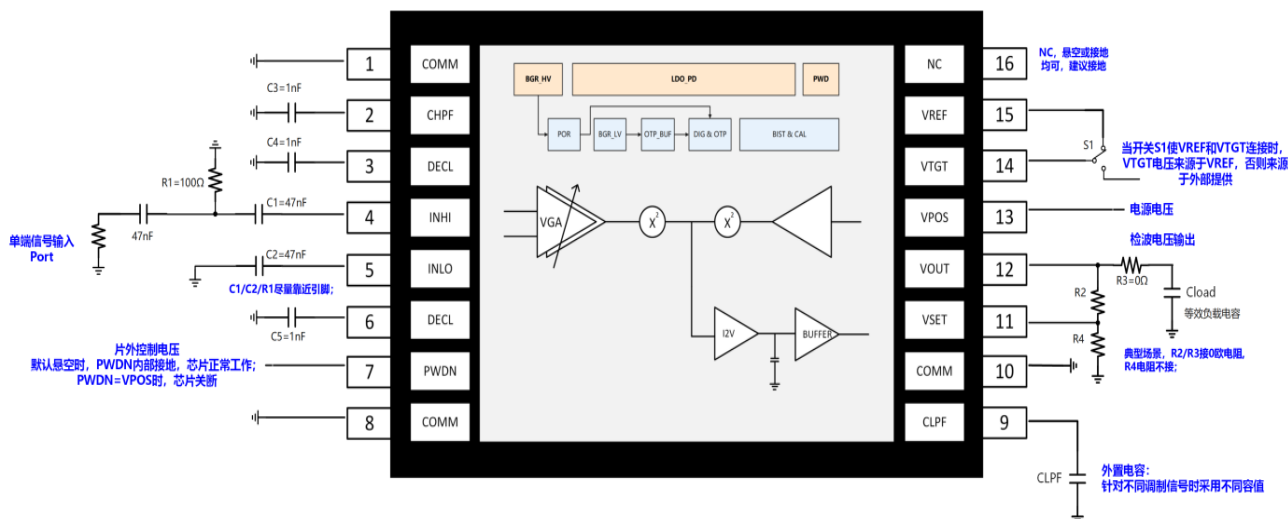 1
COMM
C3=1nF
2
CHPF
C4=1nF
3
DECL
R1=100Ω
C1=47nF
4
INHI
47nF
单端信号输入
Port
C2=47nF
5
INLO
C1/C2/R1尽量靠近引脚;
6
DECL
C5=1nF
片外控制电压
默认悬空时，PWDN内部接地，芯片正常工作;
PWDN=VPOS时，芯片关断
7
PWDN
8
COMM
BGR_HV
LDO_PD
PWD
POR
BGR_LV
OTP_BUF
DIG & OTP
BIST & CAL
VGA
X²
X²
I2V
BUFFER
NC
16
NC，悬空或接地
均可，建议接地
VREF
15
S1
当开关S1使VREF和VTGT连接时，
VTGT电压来源于VREF，否则来源
于外部提供
VTGT
14
VPOS
13
电源电压
检波电压输出
VOUT
12
R3=0Ω
R2
Cload
等效负载电容
VSET
11
R4
典型场景，R2/R3接0欧电阻,
R4电阻不接;
COMM
10
CLPF
9
CLPF
外置电容:
针对不同调制信号时采用不同容值